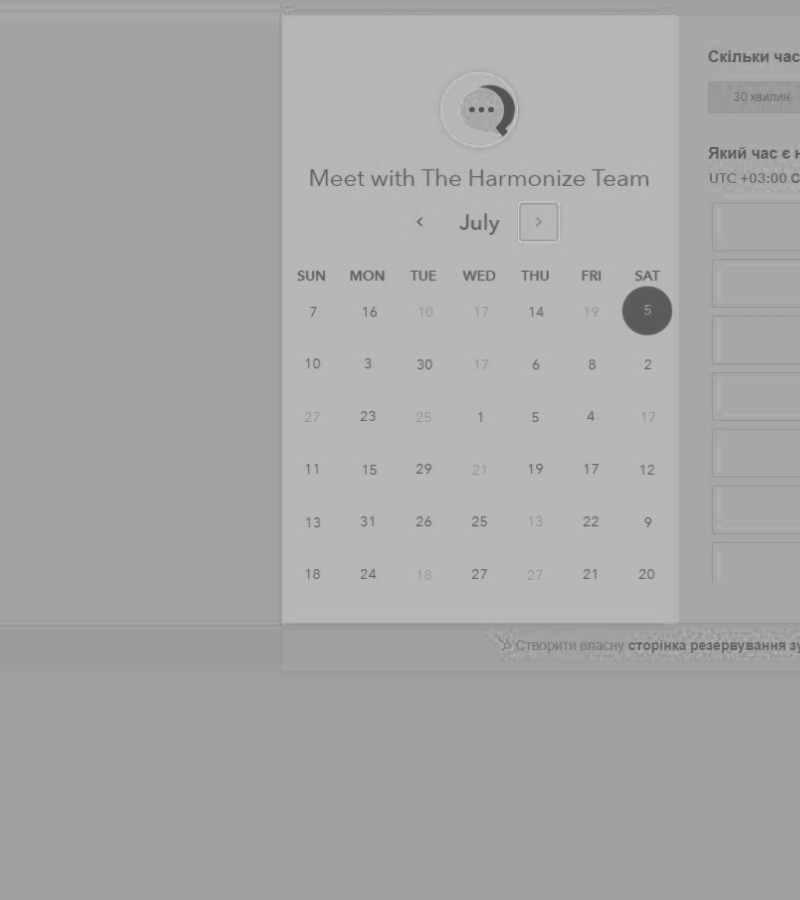 Скільки час
30 хвилин
Meet with The Harmonize Team
Який час є н
UTC +03:00 С
July
SUN MON TUE WED THU FRI SAT
7 16 10 17 14 19 5
10 3 30 17 6 8 2
27 23 25 1 5 4 17
11 15 29 21 19 17 12
13 31 26 25 13 22 9
18 24 18 27 27 21 20
Створити власну сторінка резервування зу